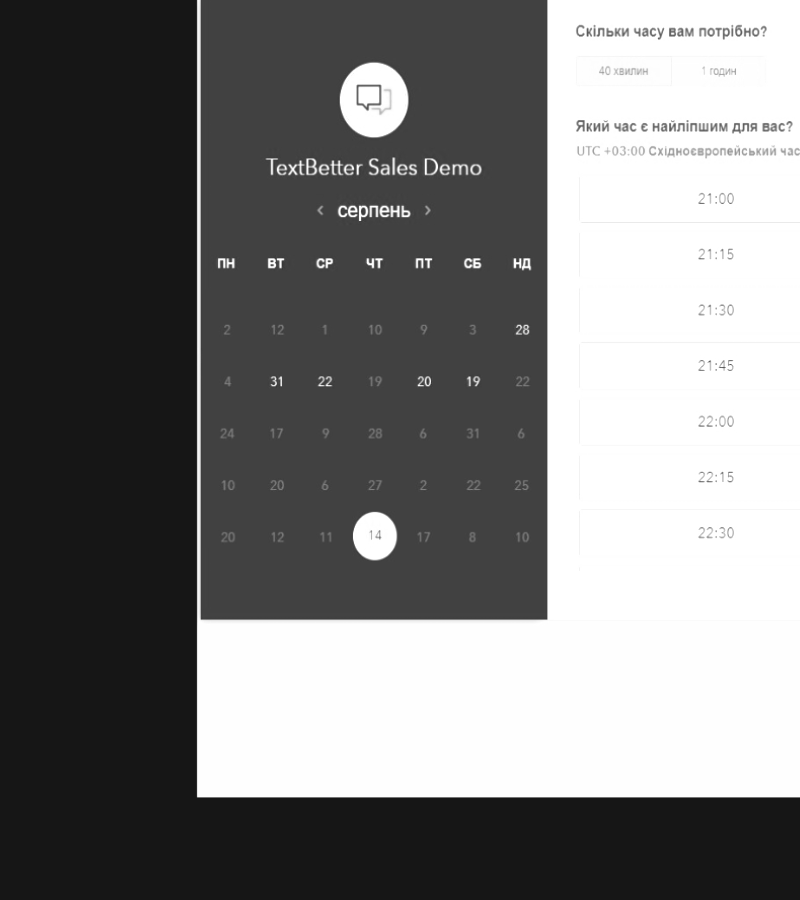 TextBetter Sales Demo
серпень
ПН ВТ СР ЧТ ПТ СБ НД
2 12 1 10 9 3 28
4 31 22 19 20 19 22
24 17 9 28 6 31 6
10 20 6 27 2 22 25
20 12 11 14 17 8 10
Скільки часу вам потрібно?
40 хвилин 1 годин
Який час є найліпшим для вас?
UTC +03:00 Східноєвропейський час
21:00
21:15
21:30
21:45
22:00
22:15
22:30